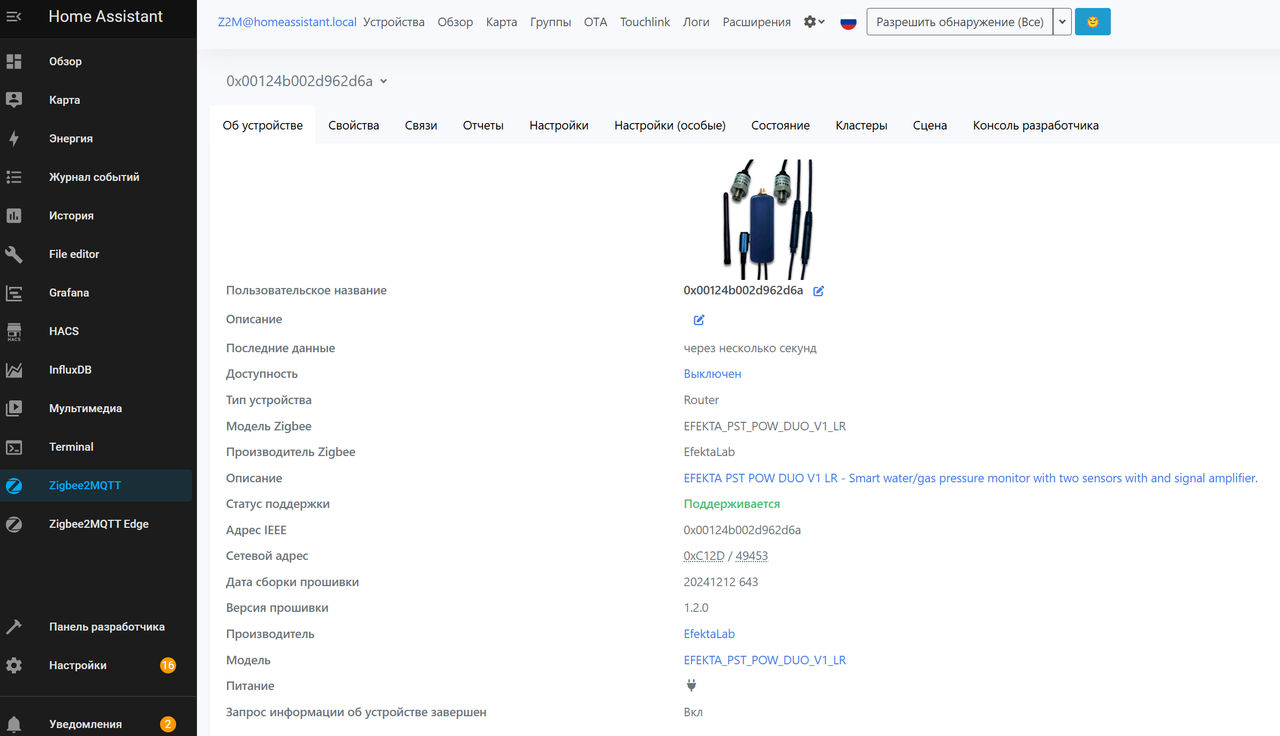 Home Assistant
Обзор
Карта
Энергия
Журнал событий
История
File editor
Grafana
HACS
HACS
InfluxDB
Мультимедиа
Terminal
Zigbee2MQTT
Zigbee2MQTT Edge
Панель разработчика
Настройки 16
Уведомления 2
Z2M@homeassistant.local Устройства Обзор Карта Группы OTA Touchlink Логи Расширения Разрешить обнаружение (Все)
0x00124b002d962d6a
Об устройстве Свойства Связи Отчеты Настройки Настройки (особые) Состояние Кластеры Сцена Консоль разработчика
Пользовательское название 0x00124b002d962d6a
Описание
Последние данные через несколько секунд
Доступность Выключен
Тип устройства Router
Модель Zigbee EFEKTA_PST_POW_DUO_V1_LR
Производитель Zigbee EfektaLab
Описание EFEKTA PST POW DUO V1 LR - Smart water/gas pressure monitor with two sensors with and signal amplifier.
Статус поддержки Поддерживается
Адрес IEEE 0x00124b002d962d6a
Сетевой адрес 0xC12D / 49453
Дата сборки прошивки 20241212 643
Версия прошивки 1.2.0
Производитель EfektaLab
Модель EFEKTA_PST_POW_DUO_V1_LR
Питание
Запрос информации об устройстве завершен Вкл